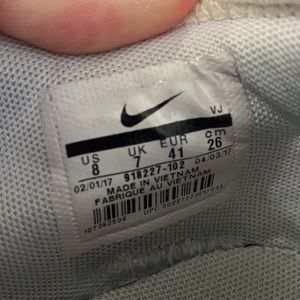 VJ
US UK EUR cm
8 7 41 26
02/01/17 918227-102 04/03/17
MADE IN VIETNAM
FABRIQUE AU VIETNAM
UPC